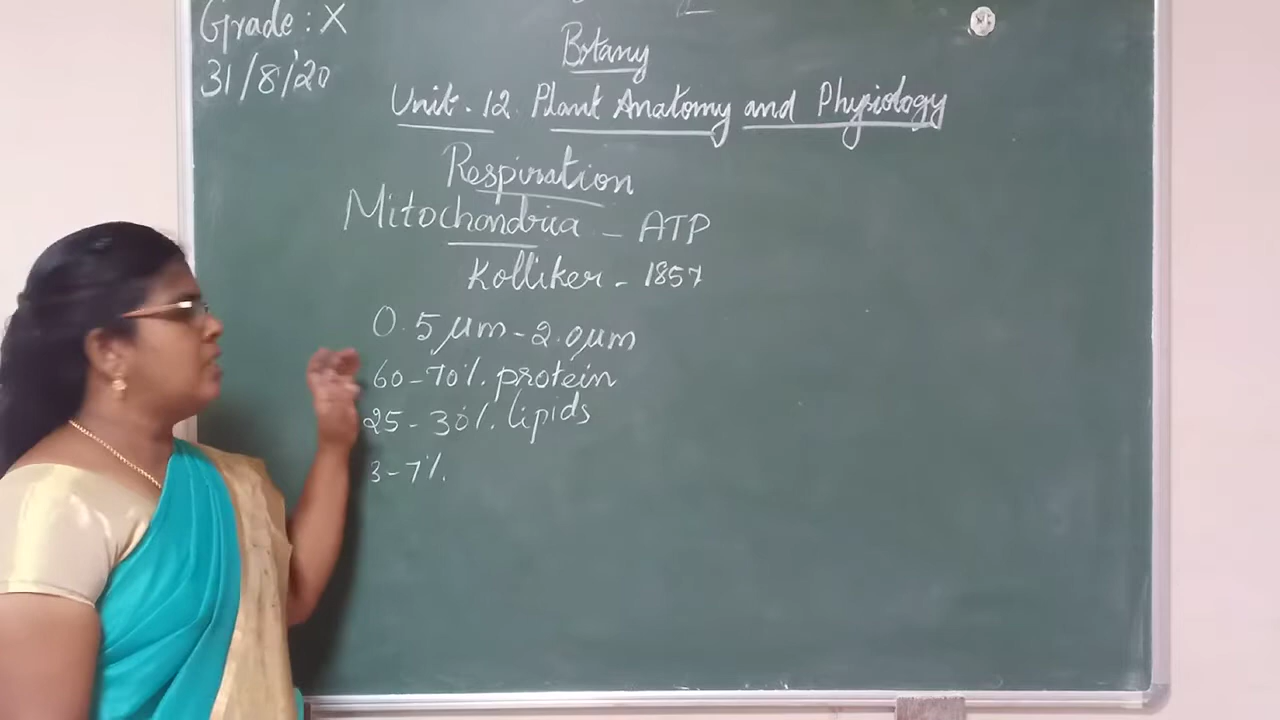 Grade : X
31/8/20
Botany
Unit - 12. Plant Anatomy and Physiology
Respiration
Mitochondria - ATP
Kolliker - 1857
0.5 μm - 2.0 μm
60-70%. protein
25-30%. lipids
3-7%.